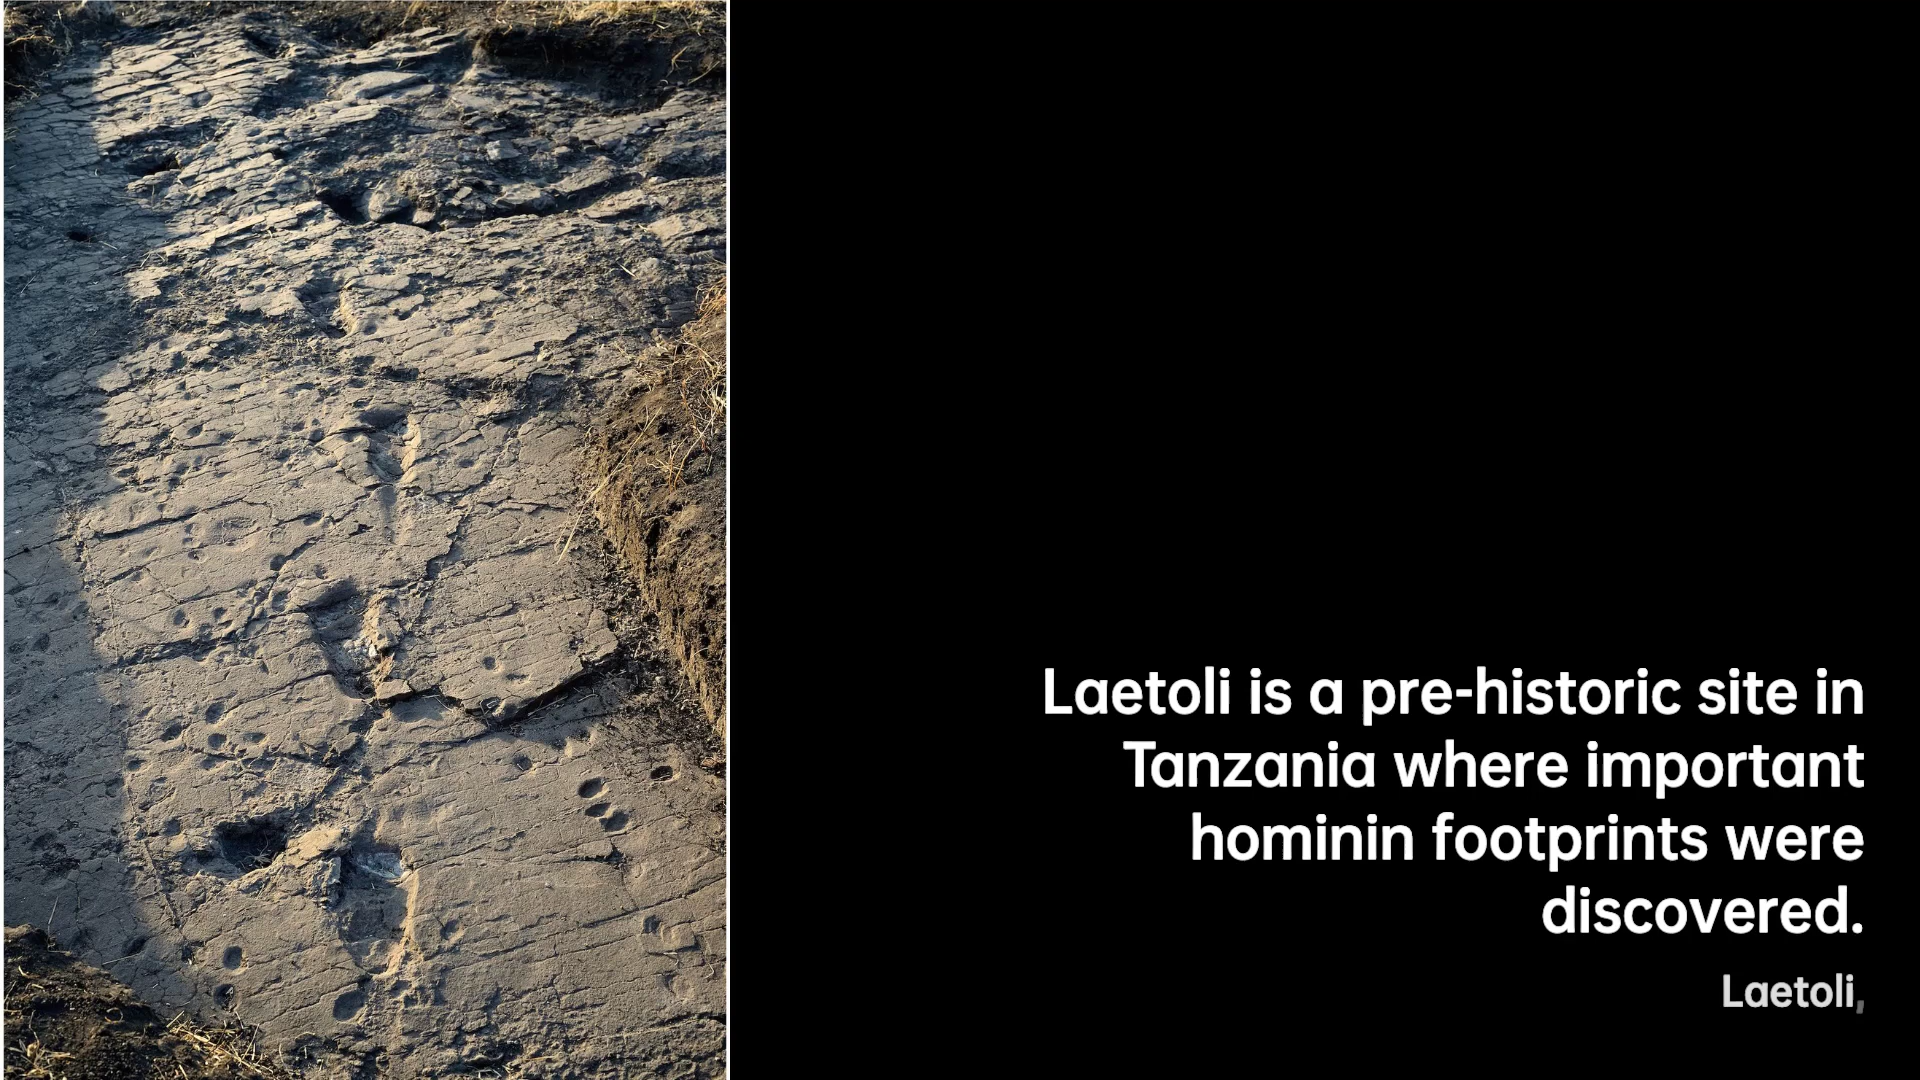 Laetoli is a pre-historic site in
Tanzania where important
hominin footprints were
discovered.
Laetoli,